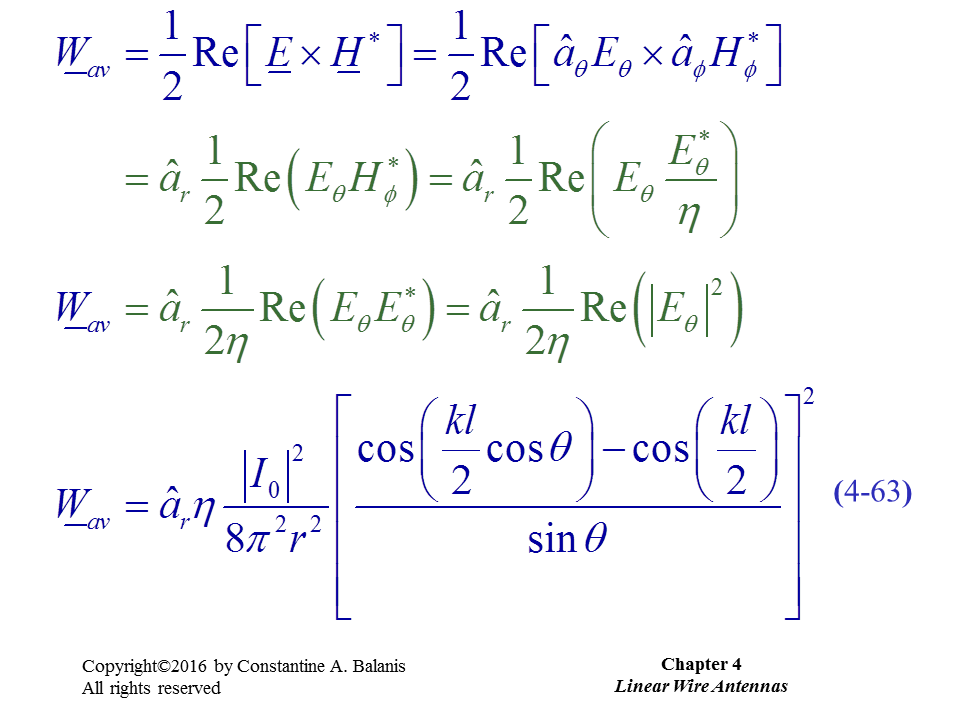 W_av = 1/2 Re[E × H*] = 1/2 Re[â_θ E_θ × â_ϕ H_ϕ*]
= â_r 1/2 Re(E_θ H_ϕ*) = â_r 1/2 Re(E_θ E_θ*/η)
W_av = â_r 1/2η Re(E_θ E_θ*) = â_r 1/2η Re(|E_θ|²)
W_av = â_r η |I_0|²/8π²r² [cos(kl/2 cos θ) − cos(kl/2) / sin θ]² (4-63)
Copyright©2016 by Constantine A. Balanis
All rights reserved
Chapter 4
Linear Wire Antennas